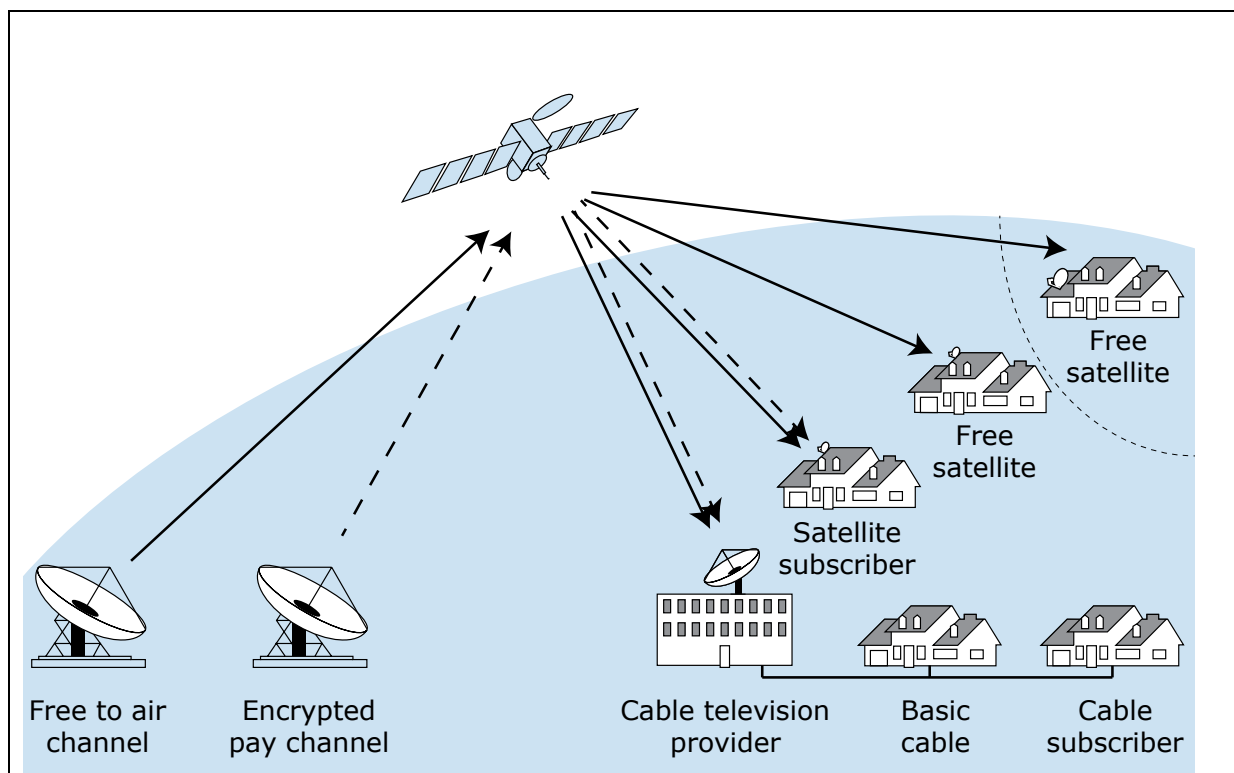 Free
satellite
Free
satellite
Satellite
subscriber
Free to air
channel
Encrypted
pay channel
Cable television
provider
Basic
cable
Cable
subscriber